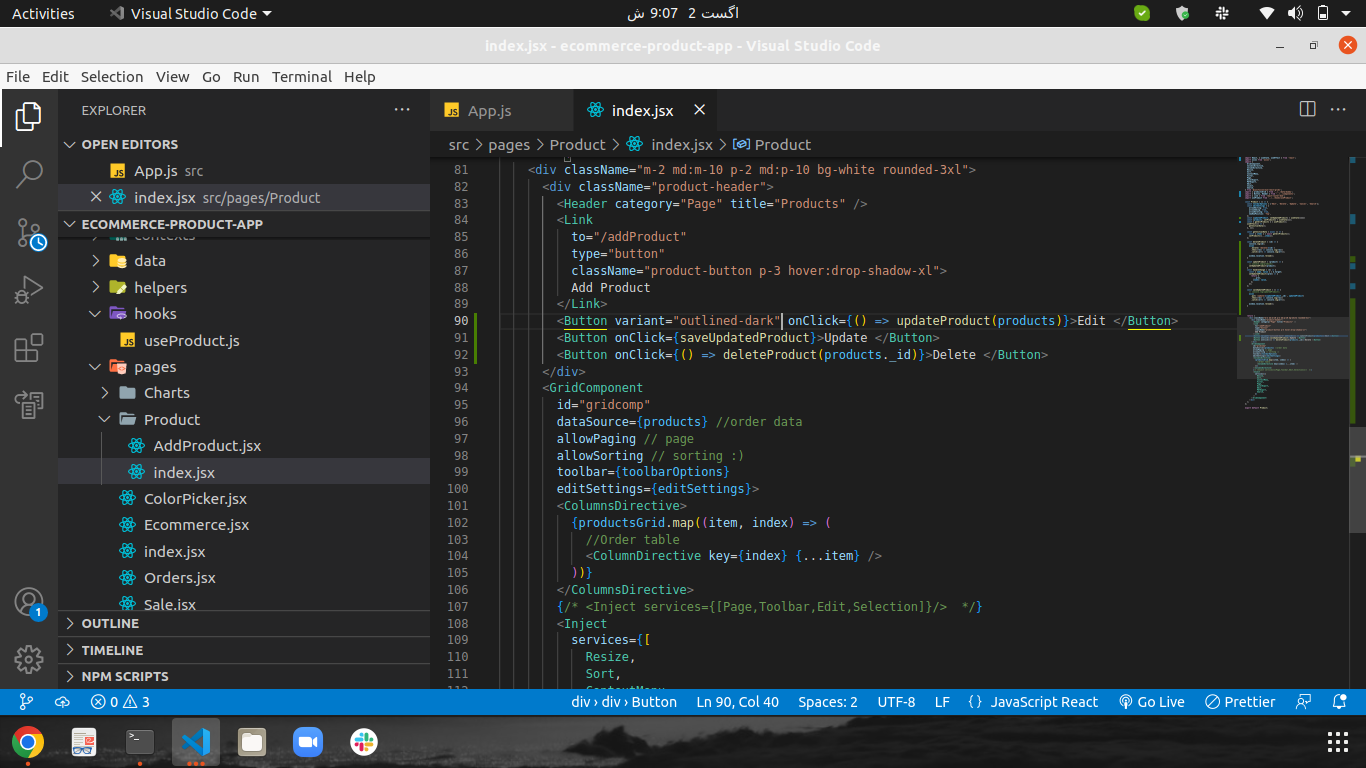 Activities
Visual Studio Code
اگست 2  9:07 ش
index.jsx - ecommerce-product-app - Visual Studio Code
File Edit Selection View Go Run Terminal Help
EXPLORER
OPEN EDITORS
App.js src
index.jsx src/pages/Product
ECOMMERCE-PRODUCT-APP
contexts
data
helpers
hooks
useProduct.js
pages
Charts
Product
AddProduct.jsx
index.jsx
ColorPicker.jsx
Ecommerce.jsx
index.jsx
Orders.jsx
Sale.jsx
OUTLINE
TIMELINE
NPM SCRIPTS
1
App.js
index.jsx
src > pages > Product > index.jsx > Product
81 <div className="m-2 md:m-10 p-2 md:p-10 bg-white rounded-3xl">
82 <div className="product-header">
83 <Header category="Page" title="Products" />
84 <Link
85 to="/addProduct"
86 type="button"
87 className="product-button p-3 hover:drop-shadow-xl">
88 Add Product
89 </Link>
90 <Button variant="outlined-dark" onClick={() => updateProduct(products)}>Edit </Button>
91 <Button onClick={saveUpdatedProduct}>Update </Button>
92 <Button onClick={() => deleteProduct(products._id)}>Delete </Button>
93 </div>
94 <GridComponent
95 id="gridcomp"
96 dataSource={products} //order data
97 allowPaging // page
98 allowSorting // sorting :)
99 toolbar={toolbarOptions}
100 editSettings={editSettings}>
101 <ColumnsDirective>
102 {productsGrid.map((item, index) => (
103 //Order table
104 <ColumnDirective key={index} {...item} />
105 ))}
106 </ColumnsDirective>
107 {/* <Inject services={[Page,Toolbar,Edit,Selection]}/>  */}
108 <Inject
109 services={[
110 Resize,
111 Sort,
112 ContextMenu,
0 3
div › div › Button
Ln 90, Col 40
Spaces: 2
UTF-8
LF
{ } JavaScript React
Go Live
Prettier